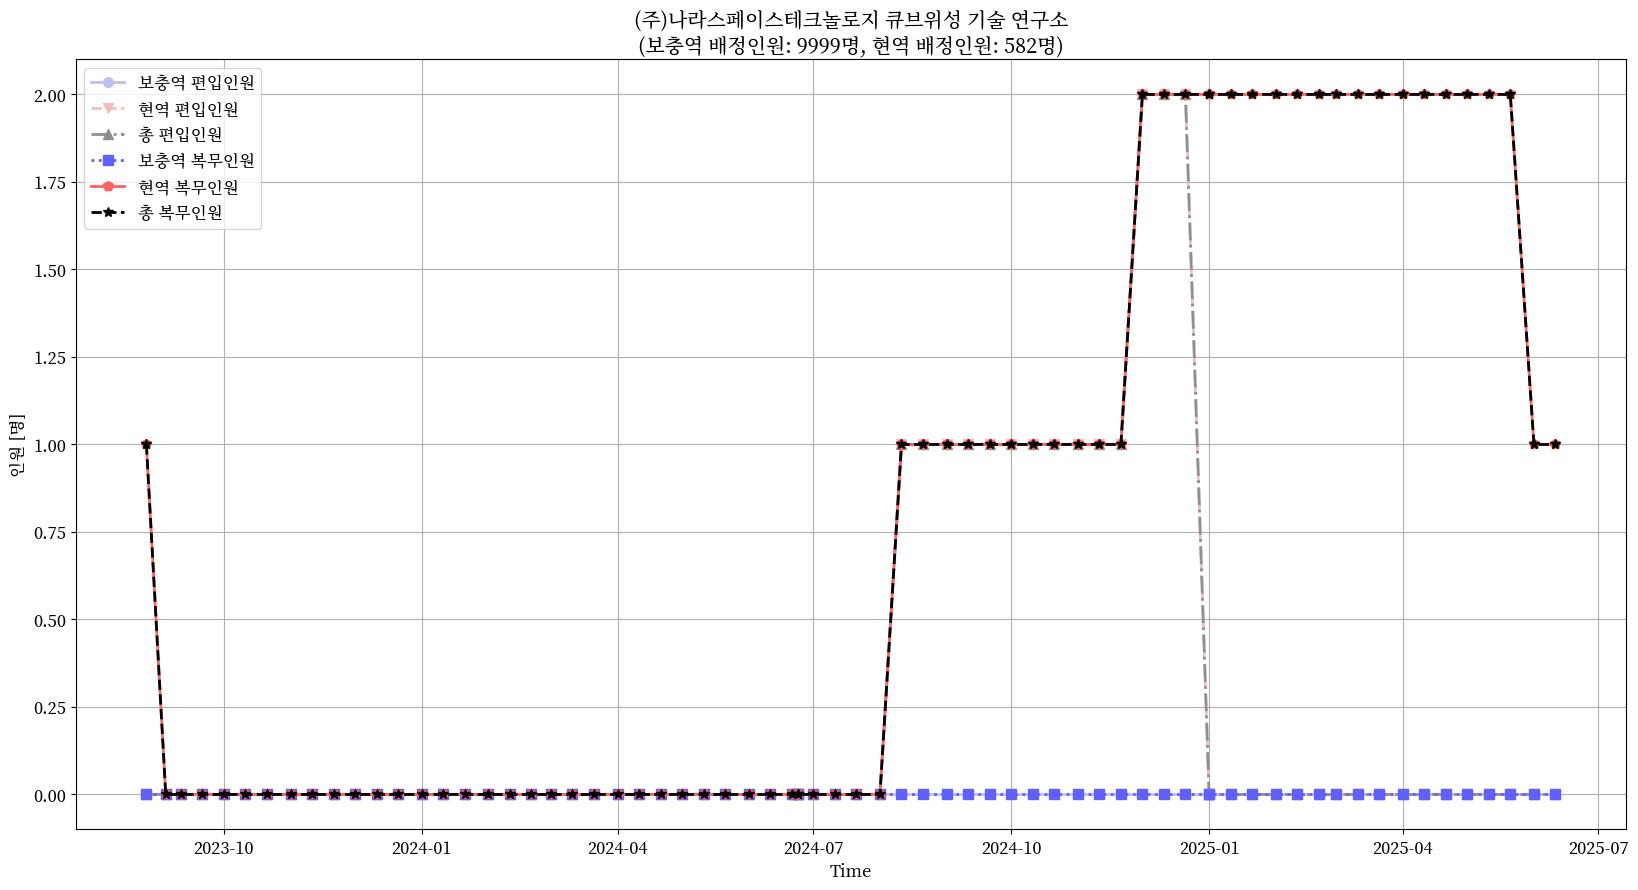 (주)나라스페이스테크놀로지 큐브위성 기술 연구소
(보충역 배정인원: 9999명, 현역 배정인원: 582명)
보충역 편입인원
현역 편입인원
총 편입인원
보충역 복무인원
현역 복무인원
총 복무인원
2.00
1.75
1.50
1.25
1.00
0.75
0.50
0.25
0.00
인원 [명]
2023-10
2024-01
2024-04
2024-07
2024-10
2025-01
2025-04
2025-07
Time